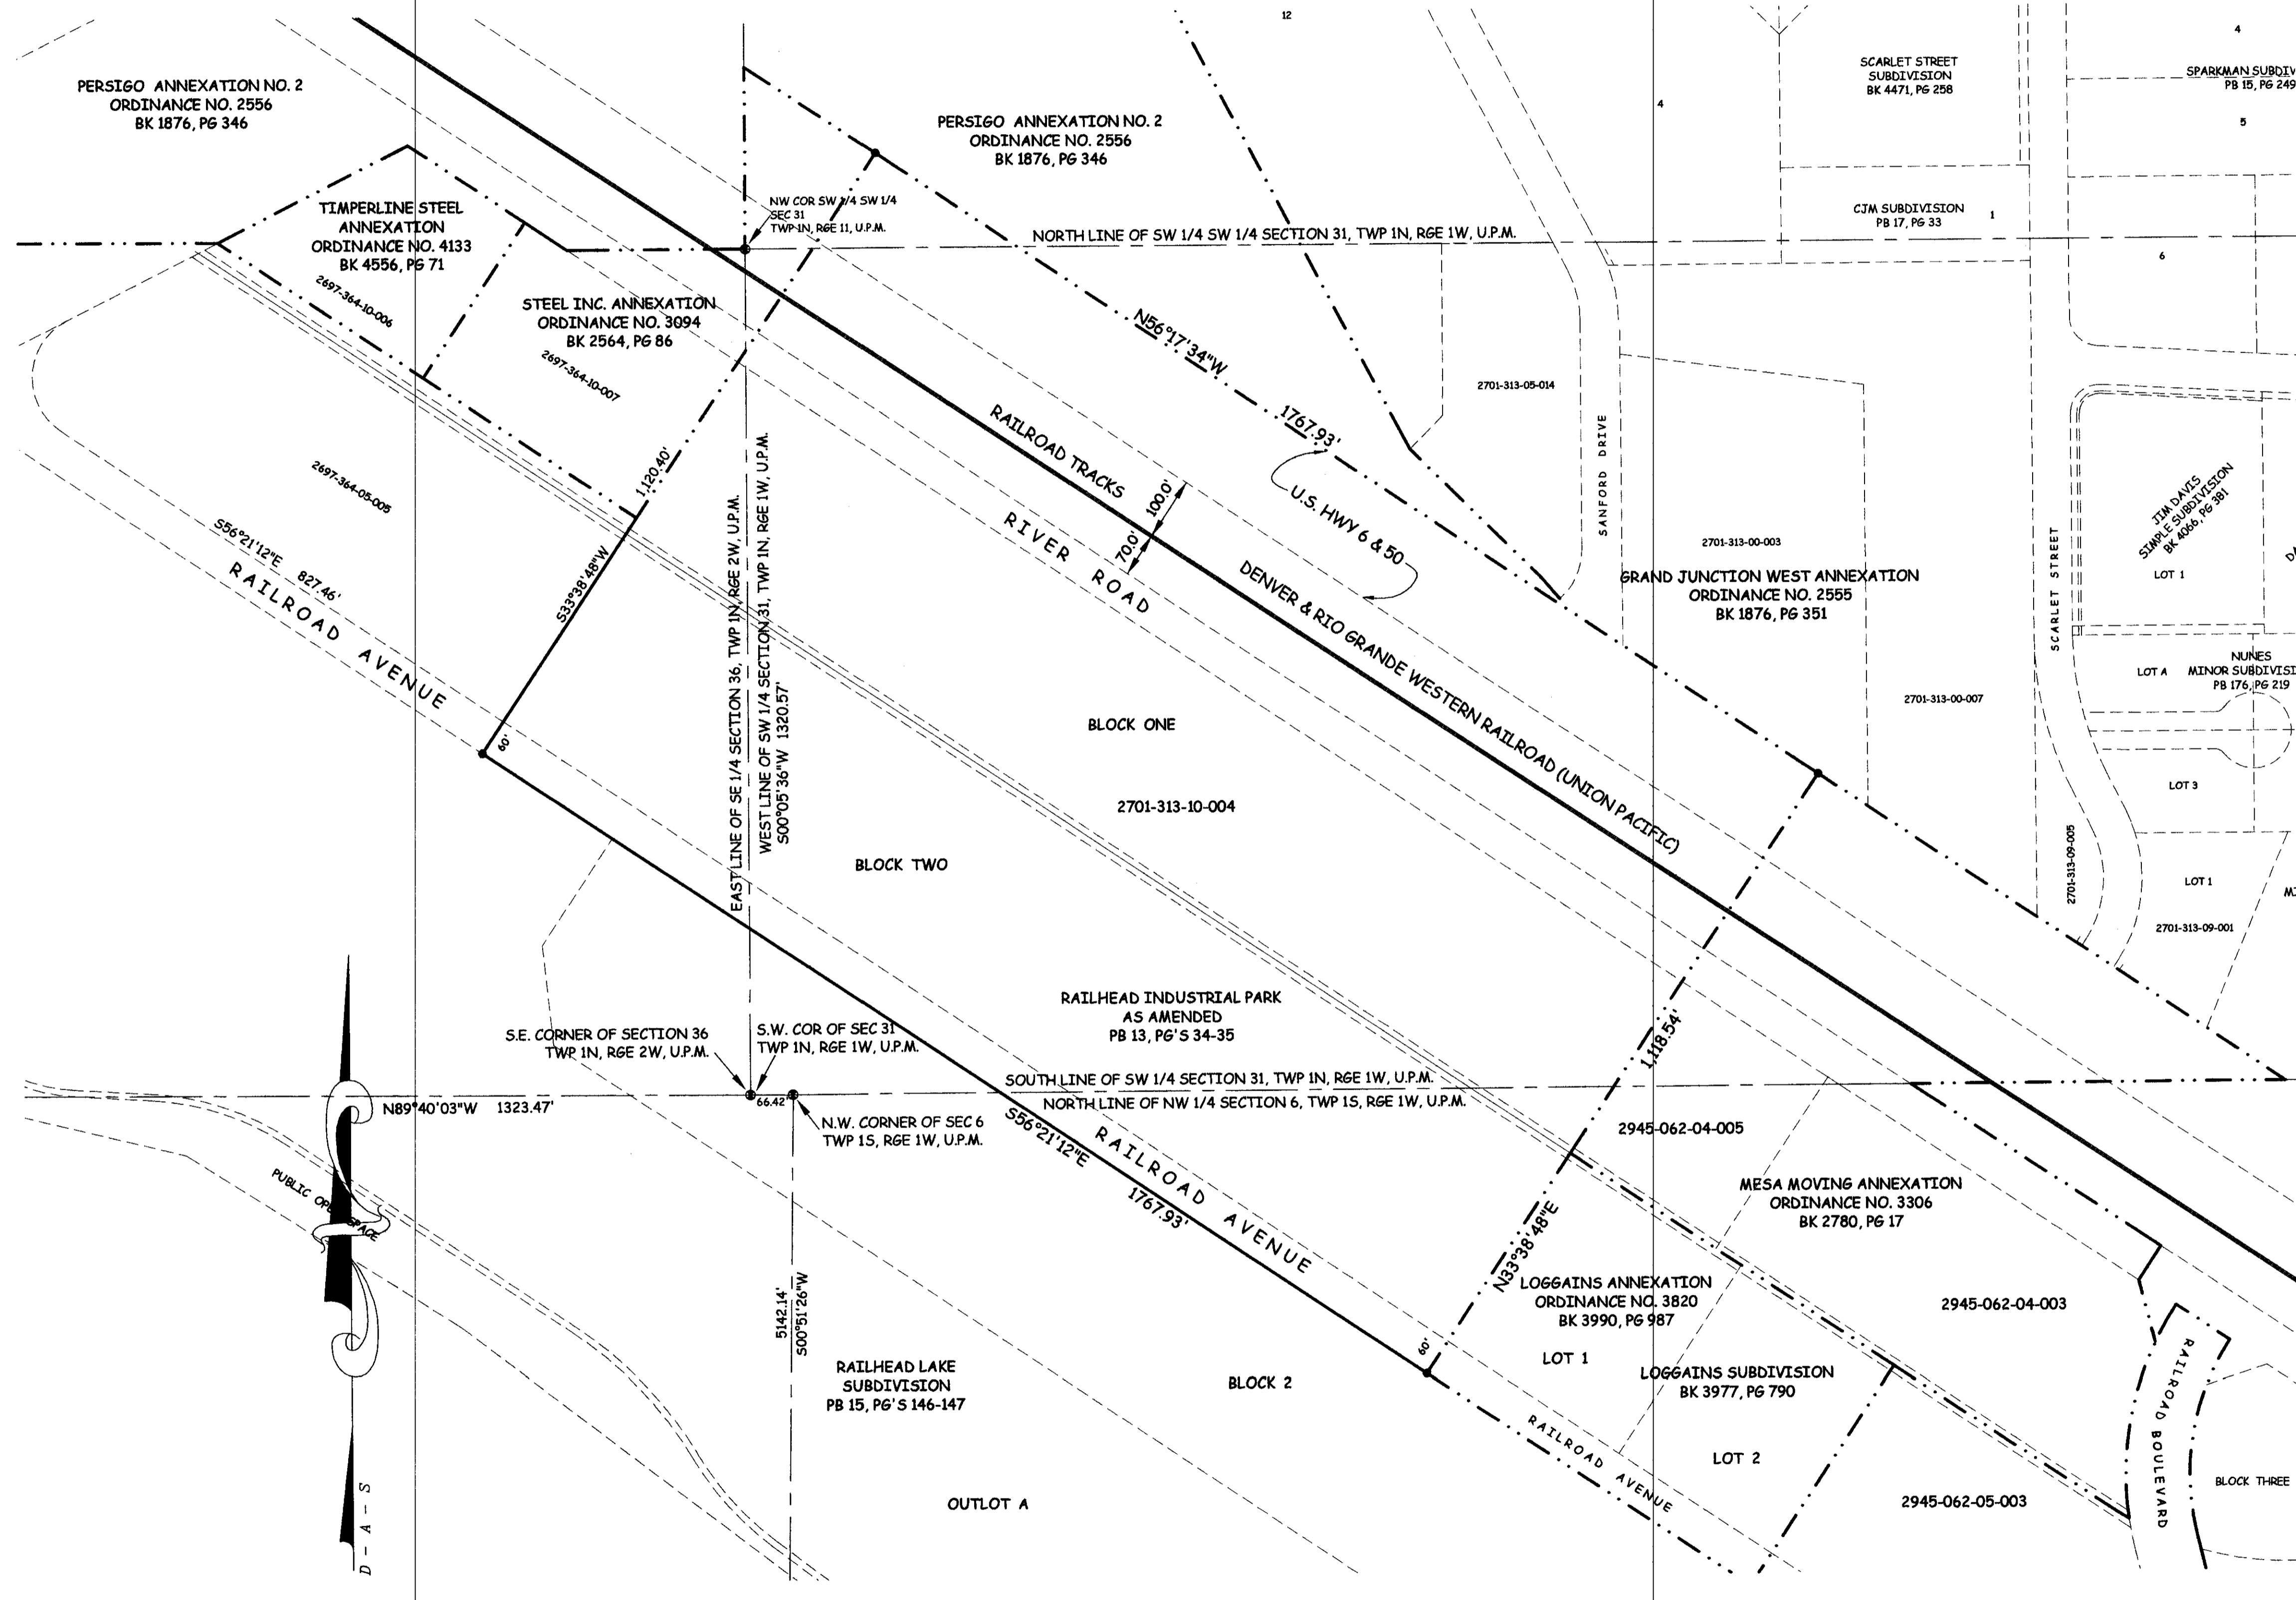 12
4
PERSIGO ANNEXATION NO. 2
ORDINANCE NO. 2556
BK 1876, PG 346
PERSIGO ANNEXATION NO. 2
ORDINANCE NO. 2556
BK 1876, PG 346
SCARLET STREET
SUBDIVISION
BK 4471, PG 258
SPARKMAN SUBDIV
PB 15, PG 249
4
5
CJM SUBDIVISION
PB 17, PG 33
1
6
TIMPERLINE STEEL
ANNEXATION
ORDINANCE NO. 4133
BK 4556, PG 71
2697-364-10-006
NW COR SW 1/4 SW 1/4
SEC 31
TWP 1N, RGE 11, U.P.M.
NORTH LINE OF SW 1/4 SW 1/4 SECTION 31, TWP 1N, RGE 1W, U.P.M.
STEEL INC. ANNEXATION
ORDINANCE NO. 3094
BK 2564, PG 86
2697-364-10-007
N56°17'34"W
1767.93'
2701-313-05-014
SANFORD DRIVE
2697-364-05-005
1,120.40'
S33°38'48"W
60'
S56°21'12"E 827.46'
RAILROAD AVENUE
EAST LINE OF SE 1/4 SECTION 36, TWP 1N, RGE 2W, U.P.M.
WEST LINE OF SW 1/4 SECTION 31, TWP 1N, RGE 1W, U.P.M.
S00°05'36"W 1320.57'
RAILROAD TRACKS
100.0'
70.0'
RIVER ROAD
U.S. HWY 6 & 50
DENVER & RIO GRANDE WESTERN RAILROAD (UNION PACIFIC)
2701-313-00-003
GRAND JUNCTION WEST ANNEXATION
ORDINANCE NO. 2555
BK 1876, PG 351
2701-313-00-007
SCARLET STREET
JIM DAVIS
SIMPLE SUBDIVISION
BK 4066, PG 381
LOT 1
NUNES
MINOR SUBDIVISI
PB 176, PG 219
LOT A
LOT 3
LOT 1
2701-313-09-005
2701-313-09-001
BLOCK ONE
2701-313-10-004
BLOCK TWO
RAILHEAD INDUSTRIAL PARK
AS AMENDED
PB 13, PG'S 34-35
S.E. CORNER OF SECTION 36
TWP 1N, RGE 2W, U.P.M.
S.W. COR OF SEC 31
TWP 1N, RGE 1W, U.P.M.
N89°40'03"W 1323.47'
66.42'
N.W. CORNER OF SEC 6
TWP 1S, RGE 1W, U.P.M.
SOUTH LINE OF SW 1/4 SECTION 31, TWP 1N, RGE 1W, U.P.M.
NORTH LINE OF NW 1/4 SECTION 6, TWP 1S, RGE 1W, U.P.M.
S56°21'12"E
1767.93'
RAILROAD AVENUE
1,118.54'
N33°38'48"E
60'
2945-062-04-005
MESA MOVING ANNEXATION
ORDINANCE NO. 3306
BK 2780, PG 17
2945-062-04-003
LOGGAINS ANNEXATION
ORDINANCE NO. 3820
BK 3990, PG 987
LOT 1
LOGGAINS SUBDIVISION
BK 3977, PG 790
LOT 2
RAILROAD AVENUE
2945-062-05-003
RAILROAD BOULEVARD
BLOCK THREE
PUBLIC OPEN SPACE
5142.14'
S00°51'26"W
RAILHEAD LAKE
SUBDIVISION
PB 15, PG'S 146-147
BLOCK 2
OUTLOT A
D-A-S